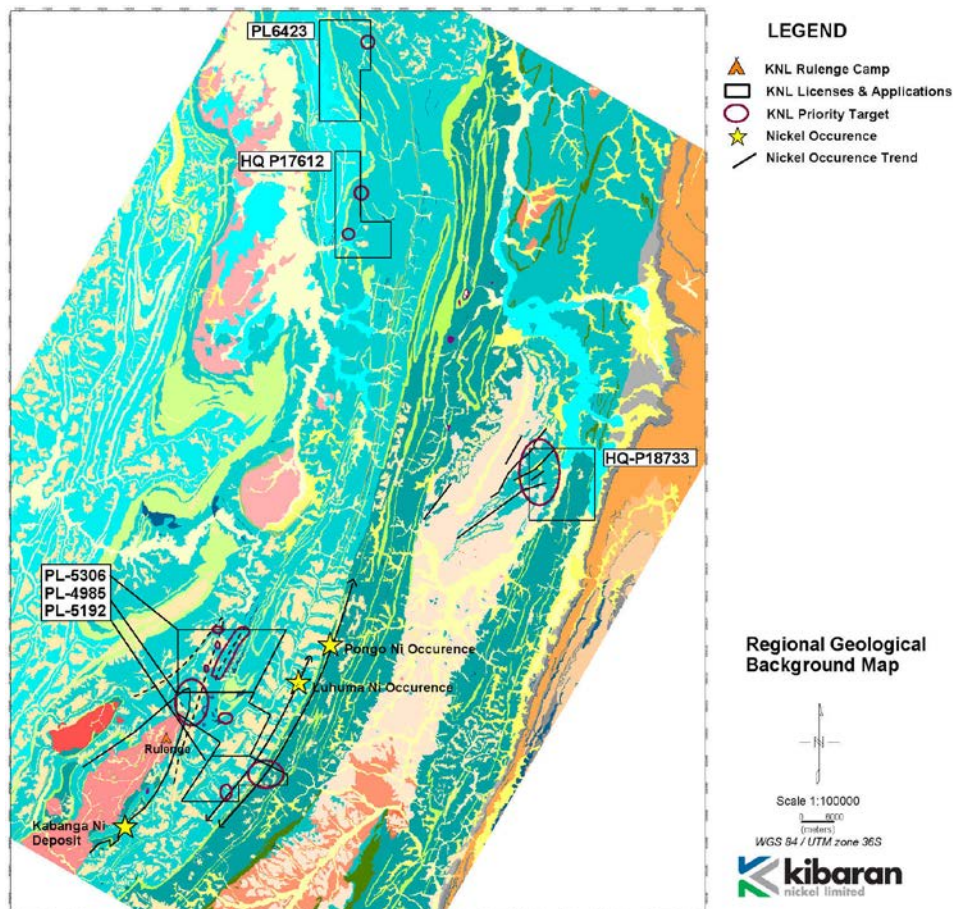 PL6423
HQ P17612
HQ-P18733
PL-5306
PL-4985
PL-5192
Pongo Ni Occurence
Luhuma Ni Occurence
Rulenge
Kabanga Ni
Deposit
LEGEND
KNL Rulenge Camp
KNL Licenses & Applications
KNL Priority Target
Nickel Occurence
Nickel Occurence Trend
Regional Geological
Background Map
N
Scale 1:100000
0 6000
(meters)
WGS 84 / UTM zone 36S
kibaran
nickel limited